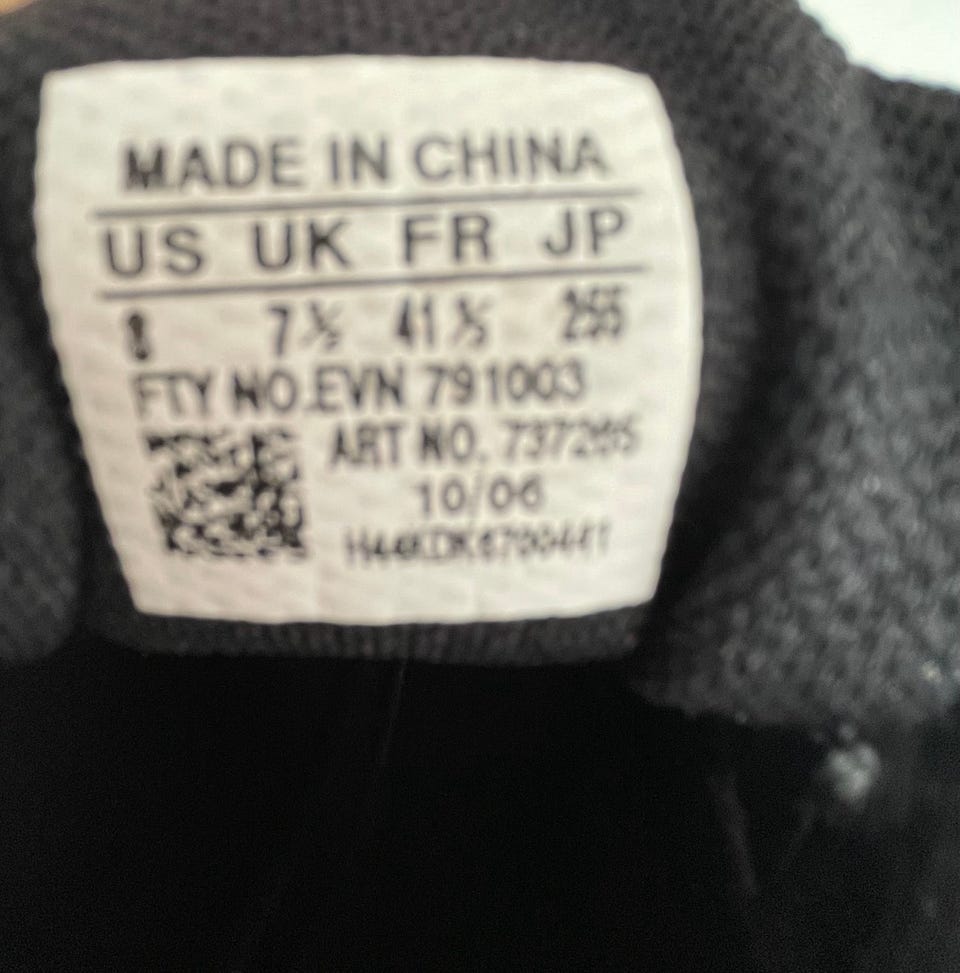 MADE IN CHINA
US UK FR JP
8 7½ 41⅓ 255
FTY NO.EVN 791003
ART NO.
10/06